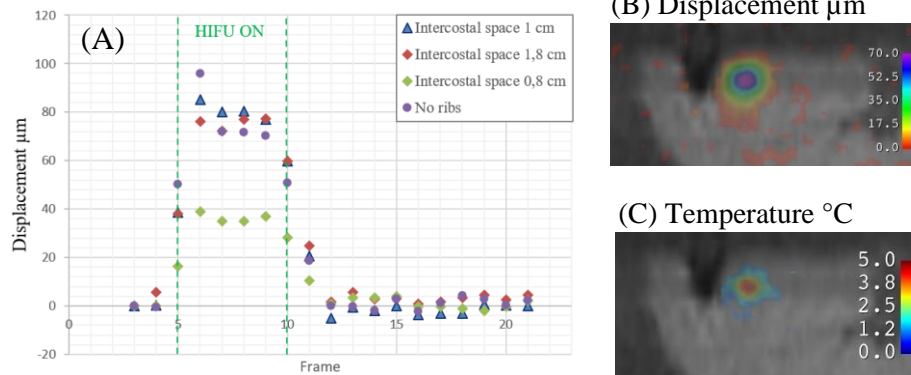 (A)
HIFU ON
Intercostal space 1 cm
Intercostal space 1,8 cm
Intercostal space 0,8 cm
No ribs
120
100
80
60
40
20
0
-20
0
5
10
15
20
Displacement µm
Frame
(B) Displacement µm
70.0
52.5
35.0
17.5
0.0
(C) Temperature °C
5.0
3.8
2.5
1.2
0.0